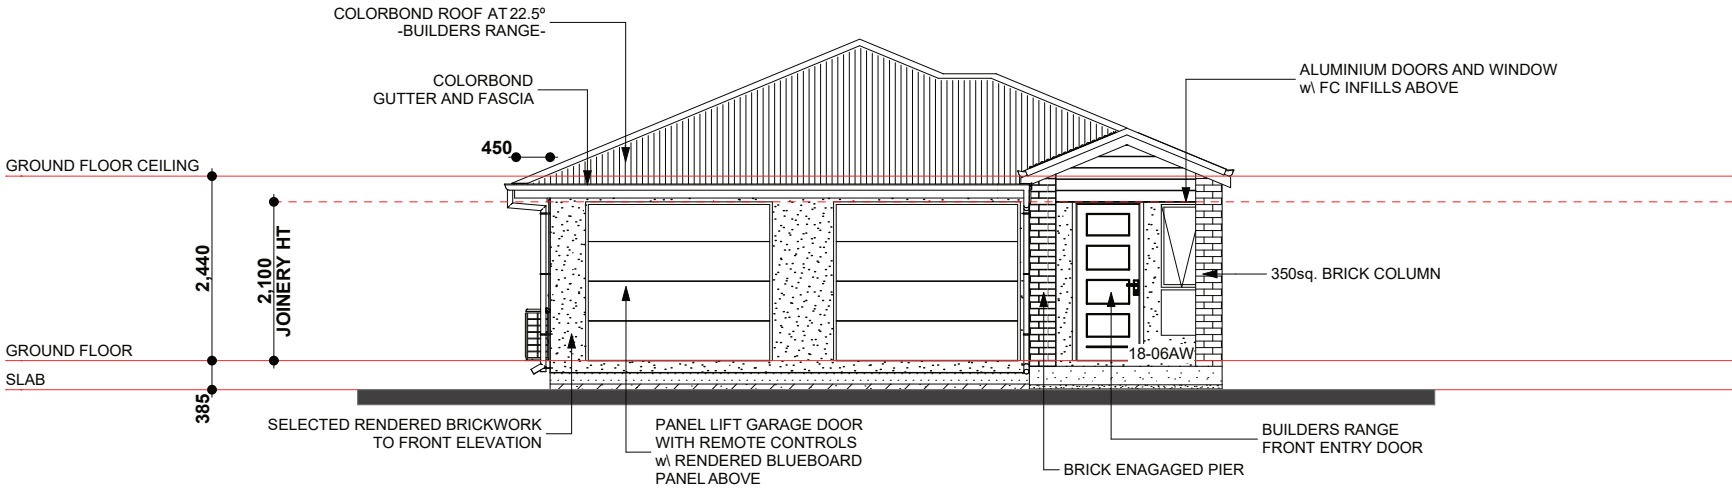 COLORBOND ROOF AT 22.5º
-BUILDERS RANGE-
COLORBOND
GUTTER AND FASCIA
ALUMINIUM DOORS AND WINDOW
w\ FC INFILLS ABOVE
450
GROUND FLOOR CEILING
2,440
2,100
JOINERY HT
350sq. BRICK COLUMN
GROUND FLOOR
18-06AW
SLAB
385
SELECTED RENDERED BRICKWORK
TO FRONT ELEVATION
PANEL LIFT GARAGE DOOR
WITH REMOTE CONTROLS
w\ RENDERED BLUEBOARD
PANEL ABOVE
BRICK ENAGAGED PIER
BUILDERS RANGE
FRONT ENTRY DOOR